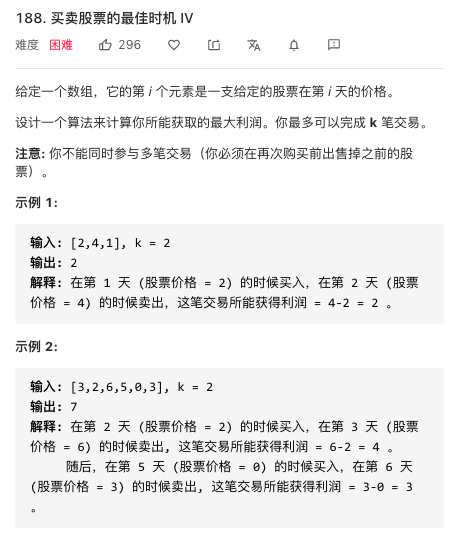 188. 买卖股票的最佳时机 IV
难度 困难 296
给定一个数组，它的第 i 个元素是一支给定的股票在第 i 天的价格。
设计一个算法来计算你所能获取的最大利润。你最多可以完成 k 笔交易。
注意: 你不能同时参与多笔交易（你必须在再次购买前出售掉之前的股
票）。
示例 1:
输入: [2,4,1], k = 2
输出: 2
解释: 在第 1 天 (股票价格 = 2) 的时候买入，在第 2 天 (股票
价格 = 4) 的时候卖出，这笔交易所能获得利润 = 4-2 = 2 。
示例 2:
输入: [3,2,6,5,0,3], k = 2
输出: 7
解释: 在第 2 天 (股票价格 = 2) 的时候买入，在第 3 天 (股票
价格 = 6) 的时候卖出, 这笔交易所能获得利润 = 6-2 = 4 。
随后，在第 5 天 (股票价格 = 0) 的时候买入，在第 6 天
(股票价格 = 3) 的时候卖出, 这笔交易所能获得利润 = 3-0 = 3
。